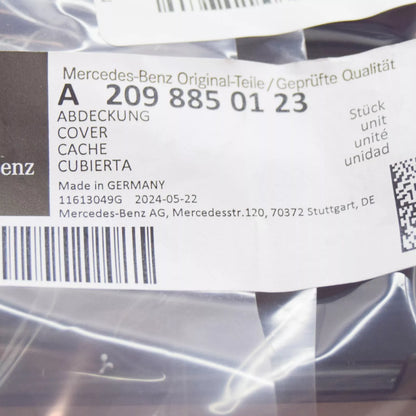 Mercedes-Benz Original-Teile/Geprüfte Qualität
A 209 885 01 23
ABDECKUNG
COVER
CACHE
CUBIERTA
Stück
unit
unité
unidad
enz
Made in GERMANY
11613049G 2024-05-22
Mercedes-Benz AG, Mercedesstr.120, 70372 Stuttgart, DE